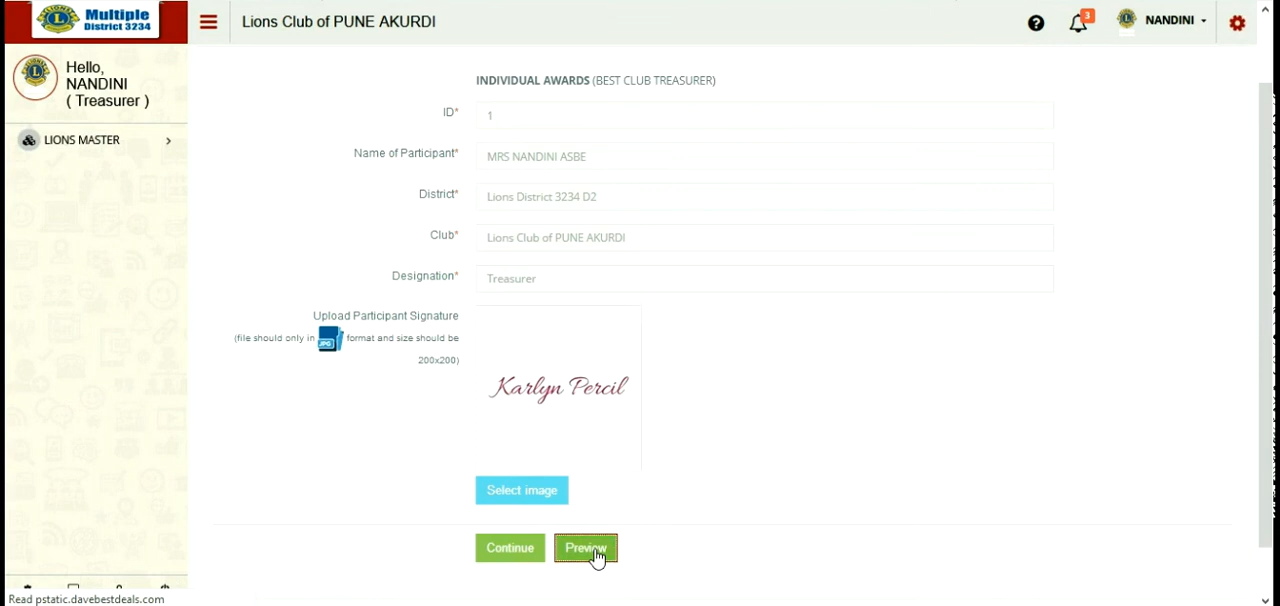 Multiple
District 3234
Lions Club of PUNE AKURDI
3
NANDINI
Hello,
NANDINI
( Treasurer )
LIONS MASTER
INDIVIDUAL AWARDS (BEST CLUB TREASURER)
ID*
1
Name of Participant*
MRS NANDINI ASBE
District*
Lions District 3234 D2
Club*
Lions Club of PUNE AKURDI
Designation*
Treasurer
Upload Participant Signature
(file should only in JPG format and size should be
200x200)
Karlyn Percil
Select image
Continue
Preview
Read pstatic.davebestdeals.com